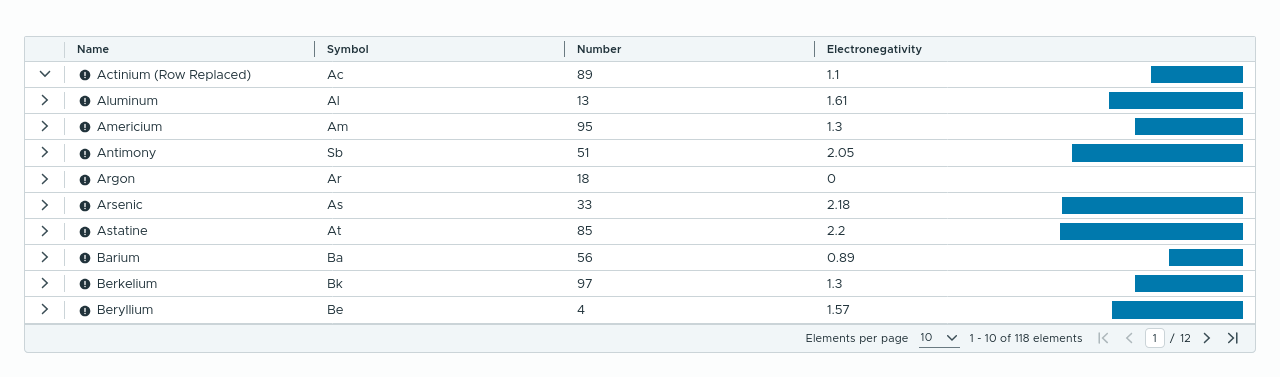 Name Symbol Number Electronegativity
Actinium (Row Replaced) Ac 89 1.1
Aluminum Al 13 1.61
Americium Am 95 1.3
Antimony Sb 51 2.05
Argon Ar 18 0
Arsenic As 33 2.18
Astatine At 85 2.2
Barium Ba 56 0.89
Berkelium Bk 97 1.3
Beryllium Be 4 1.57
Elements per page 10 1 - 10 of 118 elements 1 / 12